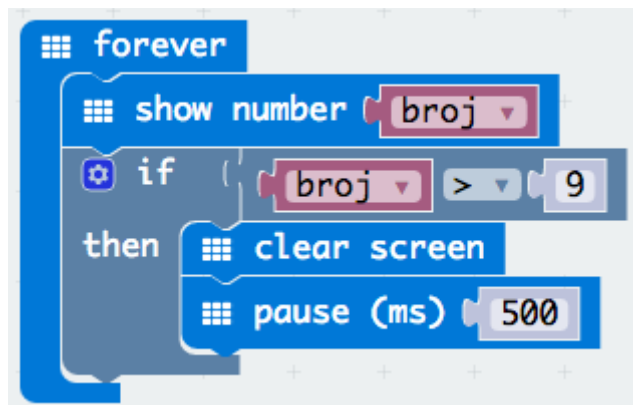 forever
show number broj
if broj > 9
then clear screen
pause (ms) 500